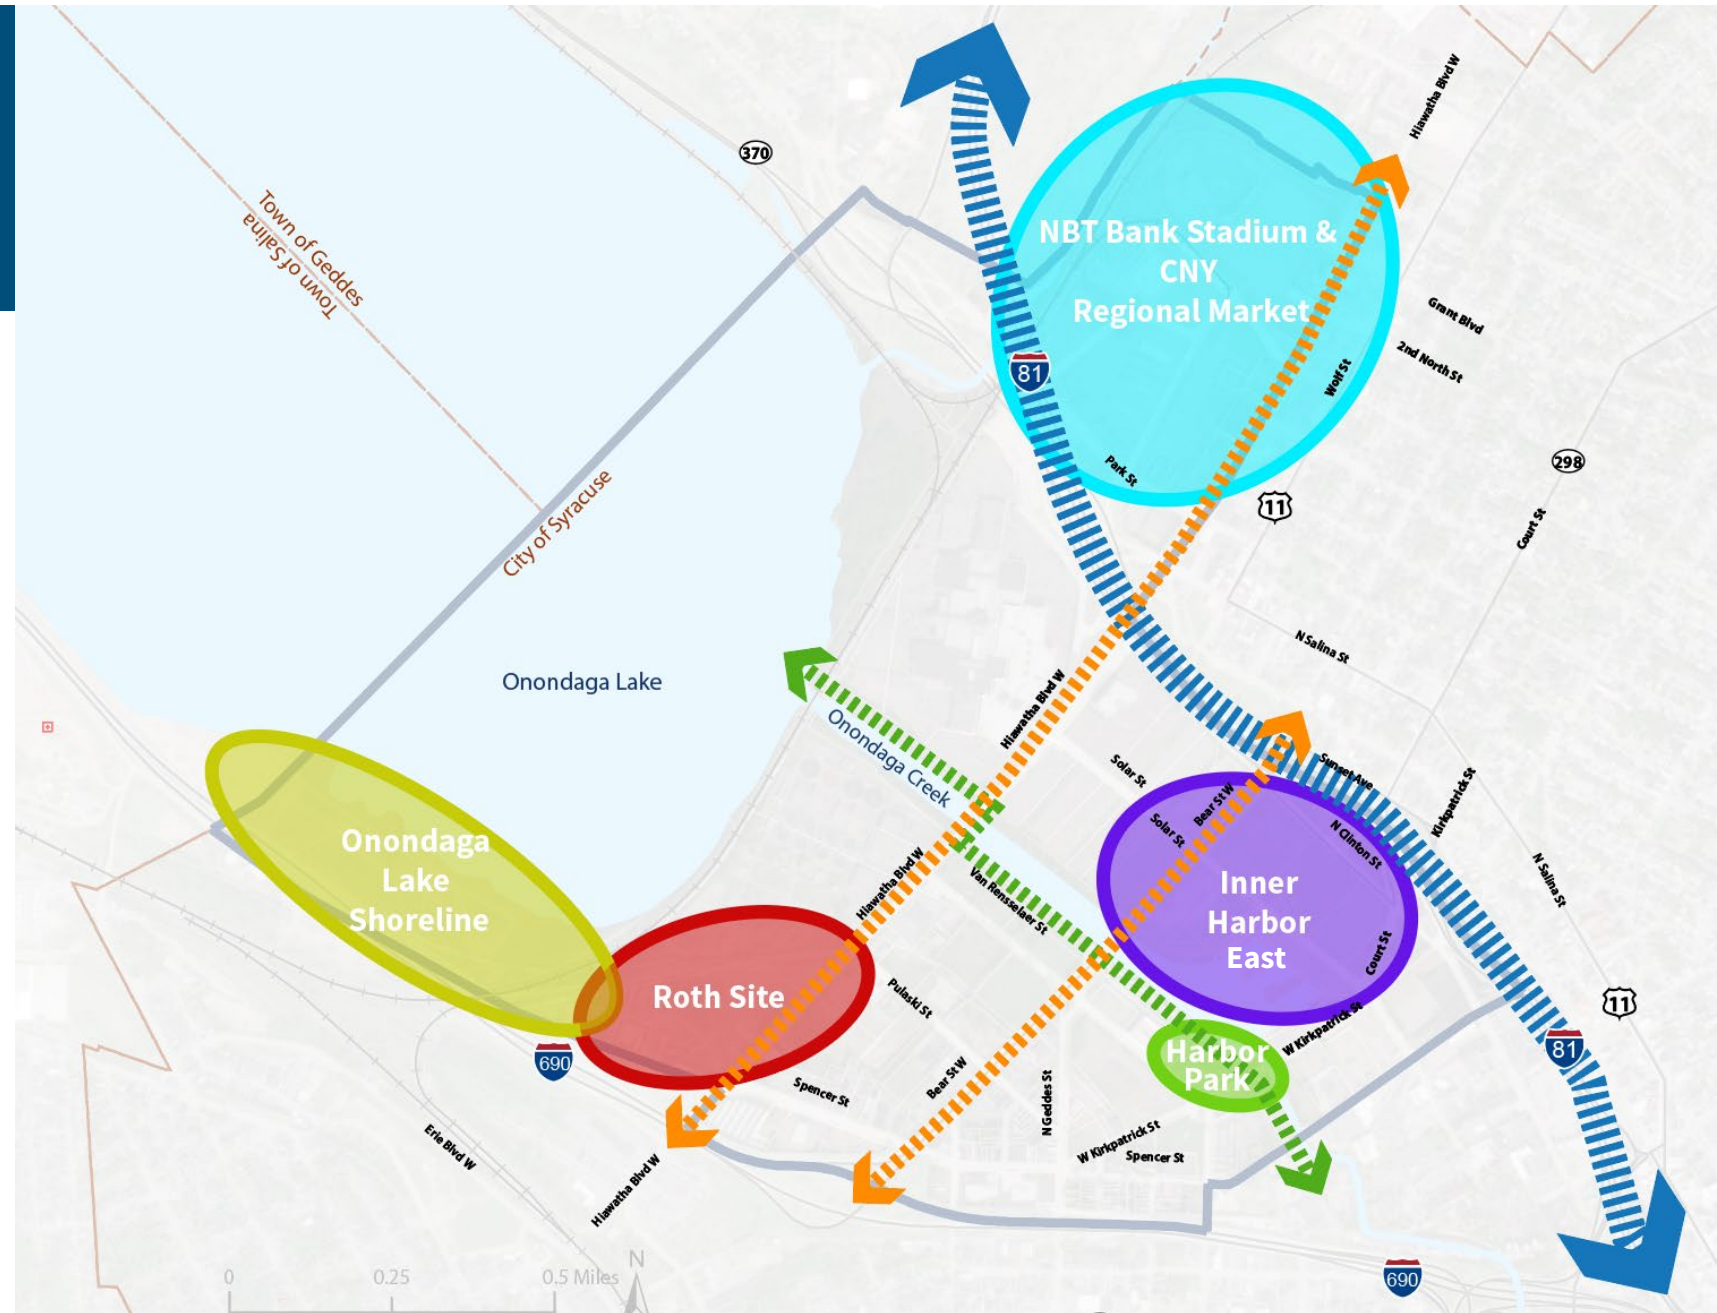 Hiawatha Blvd W
370
Town of Geddes
Town of Salina
NBT Bank Stadium &
CNY
Regional Market
Grant Blvd
2nd North St
81
Wolf St
Park St
298
11
Court St
City of Syracuse
N Salina St
Onondaga Lake
Hiawatha Blvd W
Onondaga Creek
Solar St
Sunset Ave
Bear St W
Solar St
Kirkpatrick St
N Clinton St
Onondaga
Lake
Shoreline
Hiawatha Blvd W
Van Rensselaer St
Inner
Harbor
East
N Salina St
Court St
Roth Site
Pulaski St
11
W Kirkpatrick St
690
Harbor
Park
81
Spencer St
Bear St W
N Geddes St
Erie Blvd W
W Kirkpatrick St
Spencer St
Hiawatha Blvd W
N
0 0.25 0.5 Miles
690